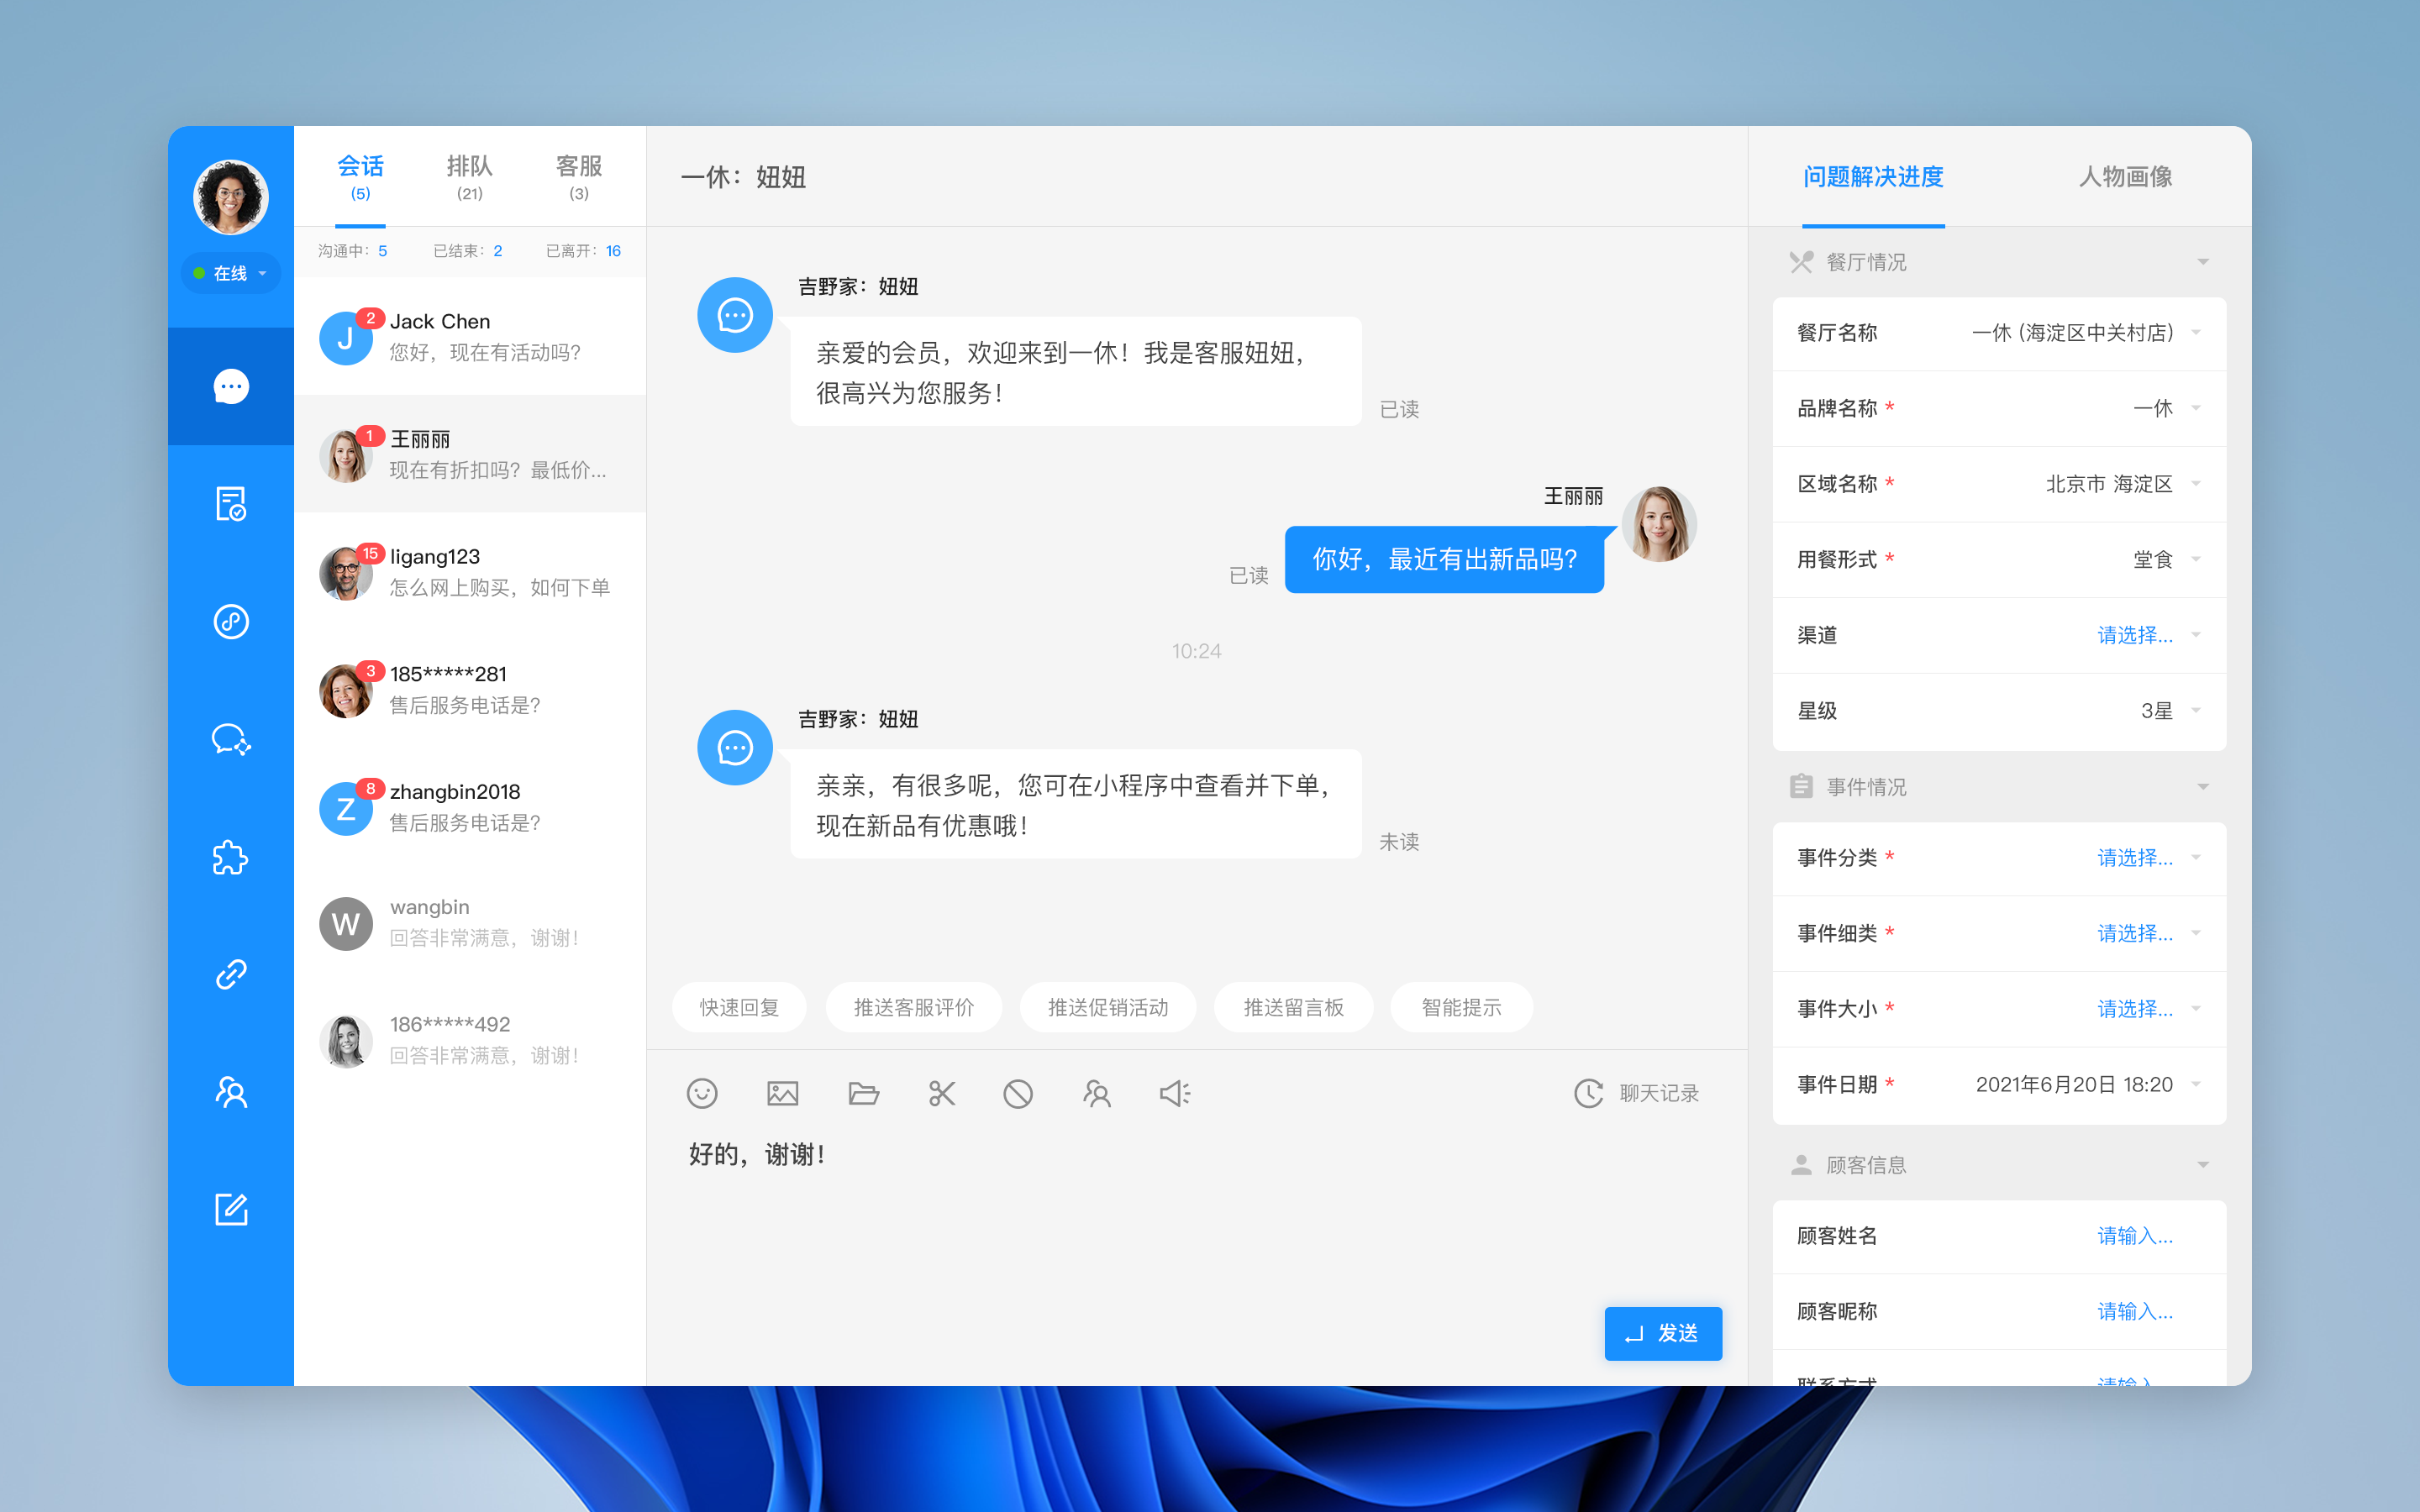 在线
会话
(5)
排队
(21)
客服
(3)
沟通中：5
已结束：2
已离开：16
J
2
Jack Chen
您好，现在有活动吗？
1
王丽丽
现在有折扣吗？最低价...
15
ligang123
怎么网上购买，如何下单
3
185*****281
售后服务电话是？
Z
8
zhangbin2018
售后服务电话是？
W
wangbin
回答非常满意，谢谢！
186*****492
回答非常满意，谢谢！
一休：妞妞
吉野家：妞妞
亲爱的会员，欢迎来到一休！我是客服妞妞，
很高兴为您服务！
已读
王丽丽
你好，最近有出新品吗？
已读
10:24
吉野家：妞妞
亲亲，有很多呢，您可在小程序中查看并下单，
现在新品有优惠哦！
未读
快速回复
推送客服评价
推送促销活动
推送留言板
智能提示
聊天记录
好的，谢谢！
发送
问题解决进度
人物画像
餐厅情况
餐厅名称 一休 (海淀区中关村店)
品牌名称 * 一休
区域名称 * 北京市 海淀区
用餐形式 * 堂食
渠道 请选择...
星级 3星
事件情况
事件分类 * 请选择...
事件细类 * 请选择...
事件大小 * 请选择...
事件日期 * 2021年6月20日 18:20
顾客信息
顾客姓名 请输入...
顾客昵称 请输入...
联系方式 请输入